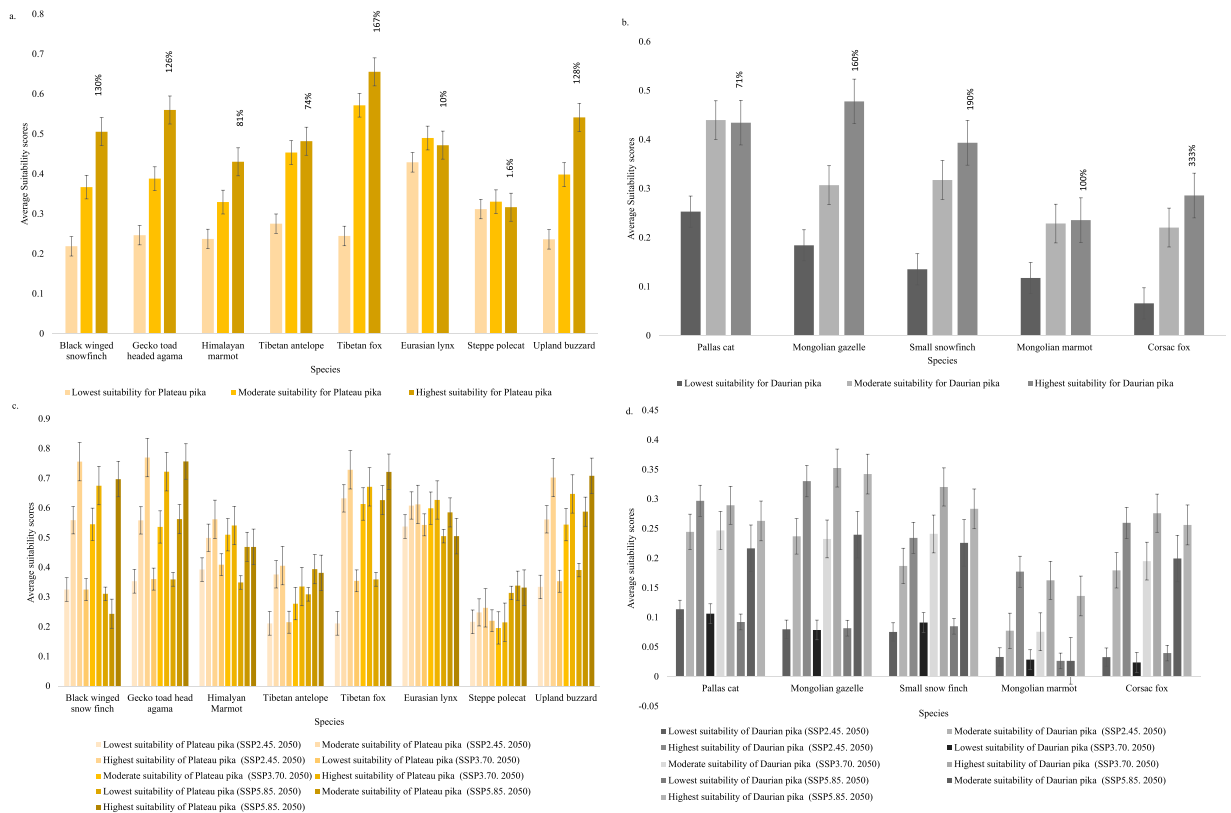 a.
0.8
0.7
0.6
0.5
0.4
0.3
0.2
0.1
0
Average Suitability scores
130%
126%
81%
74%
167%
10%
1.6%
128%
Black winged snowfinch
Gecko toad headed agama
Himalayan marmot
Tibetan antelope
Tibetan fox
Eurasian lynx
Steppe polecat
Upland buzzard
Species
Lowest suitability for Plateau pika
Moderate suitability for Plateau pika
Highest suitability for Plateau pika
b.
0.6
0.5
0.4
0.3
0.2
0.1
0
Average Suitability scores
71%
160%
190%
100%
333%
Pallas cat
Mongolian gazelle
Small snowfinch
Mongolian marmot
Corsac fox
Species
Lowest suitability for Daurian pika
Moderate suitability for Daurian pika
Highest suitability for Daurian pika
c.
0.9
0.8
0.7
0.6
0.5
0.4
0.3
0.2
0.1
0
Average suitability scores
Black winged snow finch
Gecko toad head agama
Himalyan Marmot
Tibetan antelope
Tibetan fox
Eurasian lynx
Steppe polecat
Upland buzzard
Species
Lowest suitability of Plateau pika (SSP2.45. 2050)
Moderate suitability of Plateau pika (SSP2.45. 2050)
Highest suitability of Plateau pika (SSP2.45. 2050)
Lowest suitability of Plateau pika (SSP3.70. 2050)
Moderate suitability of Plateau pika (SSP3.70. 2050)
Highest suitability of Plateau pika (SSP3.70. 2050)
Lowest suitability of Plateau pika (SSP5.85. 2050)
Moderate suitability of Plateau pika (SSP5.85. 2050)
Highest suitability of Plateau pika (SSP5.85. 2050)
d.
0.45
0.4
0.35
0.3
0.25
0.2
0.15
0.1
0.05
0
-0.05
Average suitability scores
Pallas cat
Mongolian gazelle
Small snow finch
Mongolian marmot
Corsac fox
Species
Lowest suitability of Daurian pika (SSP2.45. 2050)
Moderate suitability of Daurian pika (SSP2.45. 2050)
Highest suitability of Daurian pika (SSP2.45. 2050)
Lowest suitability of Daurian pika (SSP3.70. 2050)
Moderate suitability of Daurian pika (SSP3.70. 2050)
Highest suitability of Daurian pika (SSP3.70. 2050)
Lowest suitability of Daurian pika (SSP5.85. 2050)
Moderate suitability of Daurian pika (SSP5.85. 2050)
Highest suitability of Daurian pika (SSP5.85. 2050)